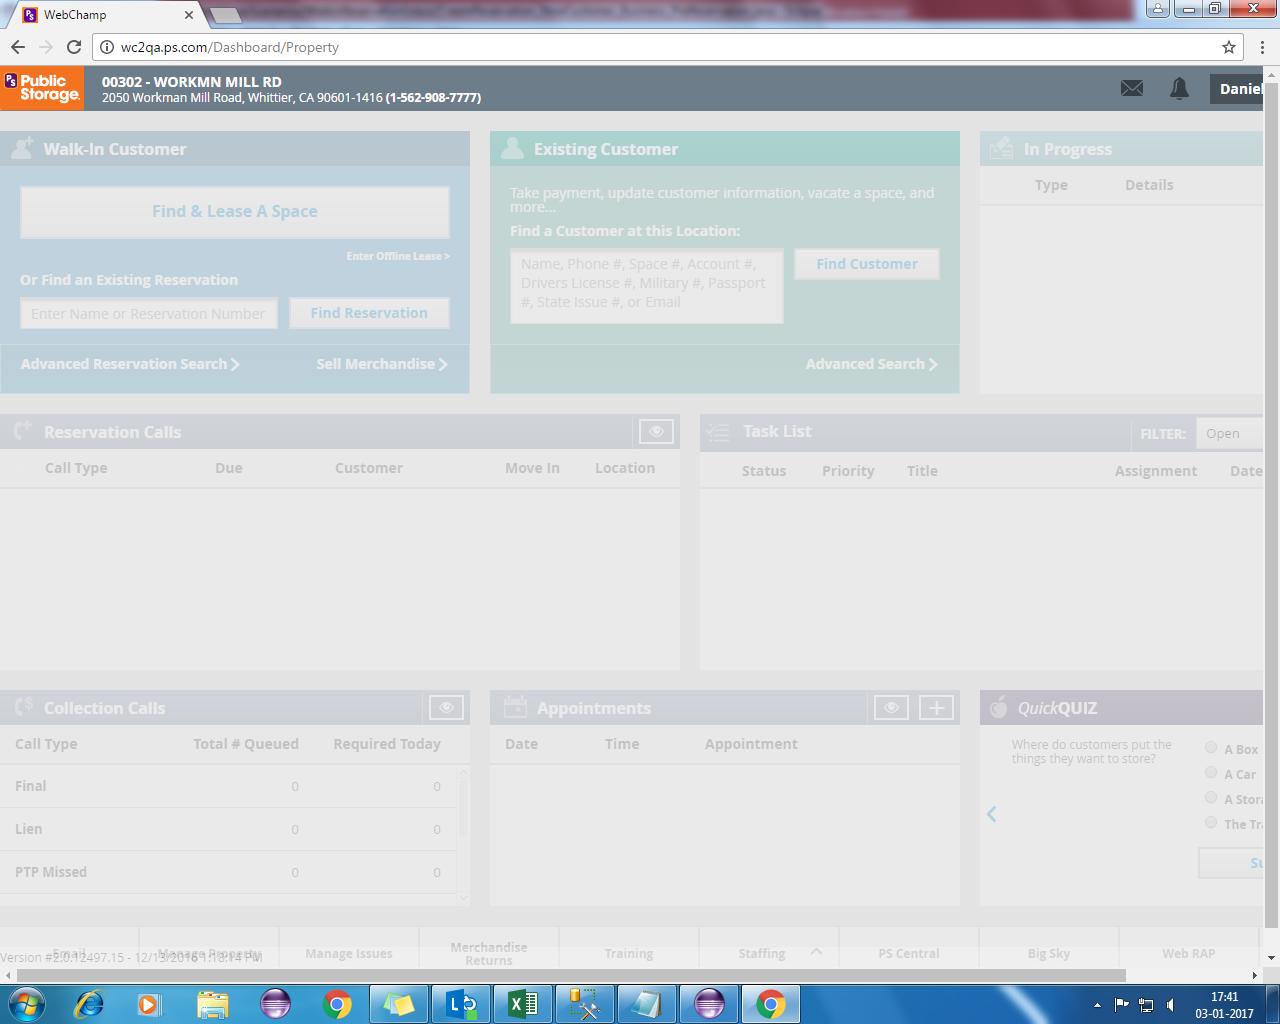 WebChamp
wc2qa.ps.com/Dashboard/Property
PS Public Storage.
00302 - WORKMN MILL RD
2050 Workman Mill Road, Whittier, CA 90601-1416 (1-562-908-7777)
Daniel
Walk-In Customer
Find & Lease A Space
Enter Offline Lease >
Or Find an Existing Reservation
Enter Name or Reservation Number
Find Reservation
Advanced Reservation Search
Sell Merchandise
Existing Customer
Take payment, update customer information, vacate a space, and
more...
Find a Customer at this Location:
Name, Phone #, Space #, Account #,
Drivers License #, Military #, Passport
#, State Issue #, or Email
Find Customer
Advanced Search
In Progress
Type Details
Reservation Calls
Call Type Due Customer Move In Location
Task List
FILTER: Open
Status Priority Title Assignment Date
Collection Calls
Call Type Total # Queued Required Today
Final 0 0
Lien 0 0
PTP Missed 0 0
Appointments
Date Time Appointment
QuickQUIZ
Where do customers put the
things they want to store?
A Box
A Car
A Stora
The Tra
Su
Email Manage Property Manage Issues Merchandise Returns Training Staffing PS Central Big Sky Web RAP
Version #2.0.12497.15 - 12/13/2016 1:18:14 PM
17:41
03-01-2017